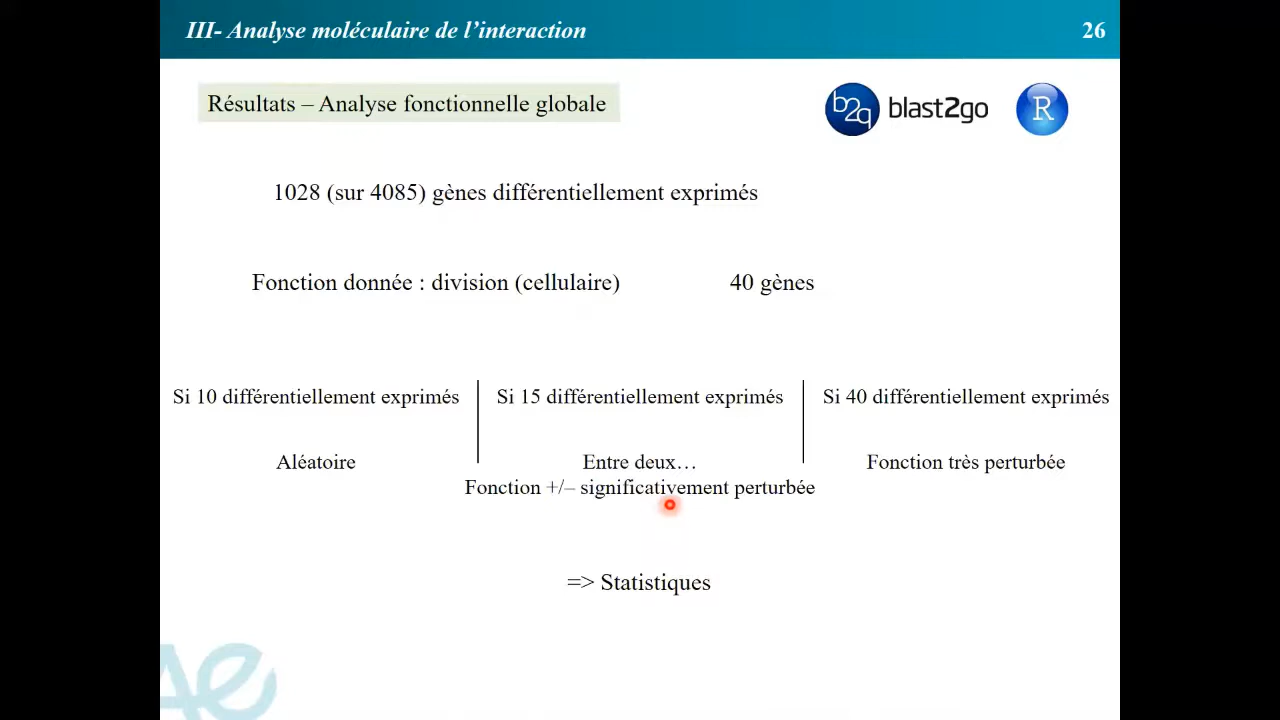 III- Analyse moléculaire de l’interaction
26
Résultats – Analyse fonctionnelle globale
b2g
blast2go
R
1028 (sur 4085) gènes différentiellement exprimés
Fonction donnée : division (cellulaire)
40 gènes
Si 10 différentiellement exprimés
Si 15 différentiellement exprimés
Si 40 différentiellement exprimés
Aléatoire
Entre deux…
Fonction très perturbée
Fonction +/– significativement perturbée
=> Statistiques